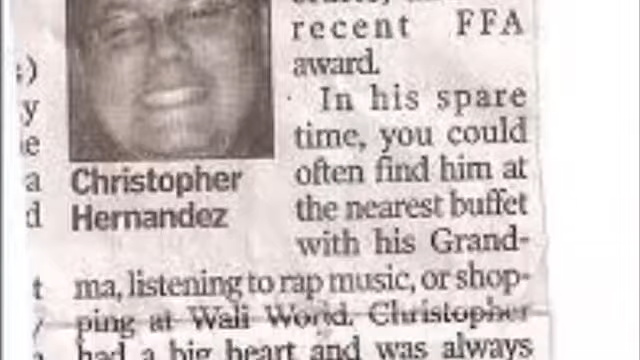 recent FFA
award.
In his spare
time, you could
often find him at
the nearest buffet
with his Grand-
ma, listening to rap music, or shop-
ping at Wali World. Christopher
had a big heart and was always
Christopher
Hernandez